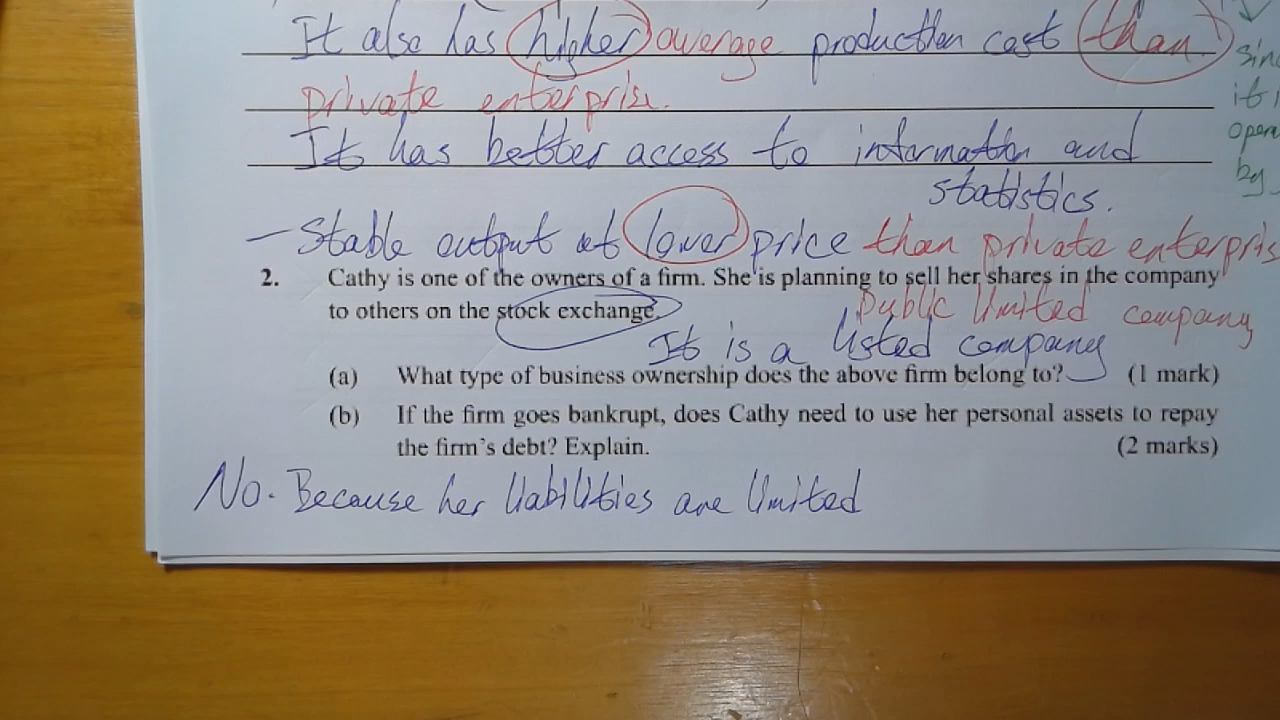 It also has higher average production cost than
private enterprise.
It has better access to information and
statistics.
- Stable output at lower price than private enterpris
2. Cathy is one of the owners of a firm. She is planning to sell her shares in the company
to others on the stock exchange.
Public limited company
It is a listed company
(a) What type of business ownership does the above firm belong to? (1 mark)
(b) If the firm goes bankrupt, does Cathy need to use her personal assets to repay
the firm's debt? Explain. (2 marks)
No. Because her liabilities are limited
by